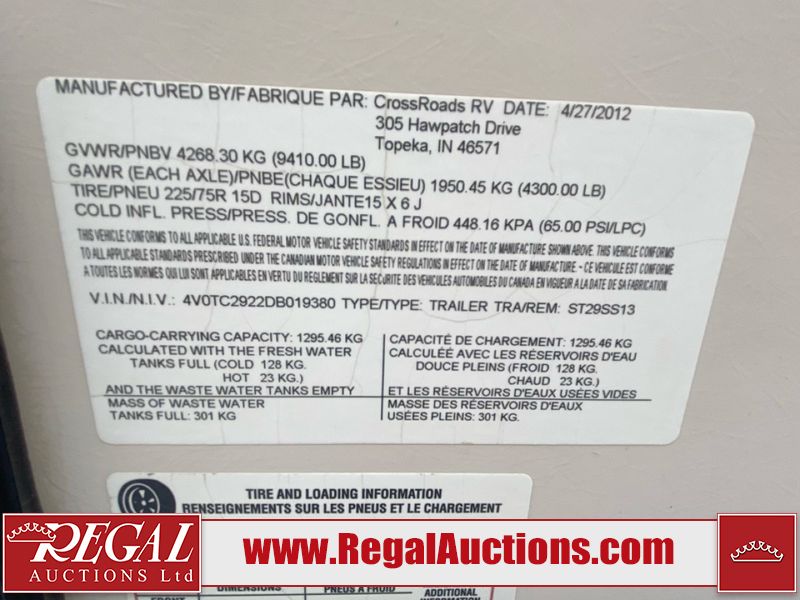 MANUFACTURED BY/FABRIQUE PAR: CrossRoads RV DATE: 4/27/2012
305 Hawpatch Drive
Topeka, IN 46571
GVWR/PNBV 4268.30 KG (9410.00 LB)
GAWR (EACH AXLE)/PNBE(CHAQUE ESSIEU) 1950.45 KG (4300.00 LB)
TIRE/PNEU 225/75R 15D RIMS/JANTE15 X 6 J
COLD INFL. PRESS/PRESS. DE GONFL. A FROID 448.16 KPA (65.00 PSI/LPC)
THIS VEHICLE CONFORMS TO ALL APPLICABLE U.S. FEDERAL MOTOR VEHICLE SAFETY STANDARDS IN EFFECT ON THE DATE OF MANUFACTURE SHOWN ABOVE. THIS VEHICLE CONFORMS
TO ALL APPLICABLE STANDARDS PRESCRIBED UNDER THE CANADIAN MOTOR VEHICLE SAFETY REGULATIONS IN EFFECT ON THE DATE OF MANUFACTURE - CE VÉHICULE EST CONFORME
A TOUTES LES NORMES QUI LUI SONT APPLICABLES EN VERTU DU RÈGLEMENT SUR LA SÉCURITÉ DES VÉHICULES AUTOMOBILES DU CANADA EN VIGUEUR A LA DATE DE SA FABRICATION
V.I.N./N.I.V.: 4V0TC2922DB019380 TYPE/TYPE: TRAILER TRA/REM: ST29SS13
CARGO-CARRYING CAPACITY: 1295.46 KG
CALCULATED WITH THE FRESH WATER
TANKS FULL (COLD 128 KG.
HOT 23 KG.)
AND THE WASTE WATER TANKS EMPTY
MASS OF WASTE WATER
TANKS FULL: 301 KG
CAPACITÉ DE CHARGEMENT: 1295.46 KG
CALCULÉE AVEC LES RÉSERVOIRS D'EAU
DOUCE PLEINS (FROID 128 KG.
CHAUD 23 KG.)
ET LES RÉSERVOIRS D'EAUX USÉES VIDES
MASSE DES RÉSERVOIRS D'EAUX
USÉES PLEINS: 301 KG.
TIRE AND LOADING INFORMATION
RENSEIGNEMENTS SUR LES PNEUS ET LE CHARGEMENT
REGAL
AUCTIONS Ltd
www.RegalAuctions.com
DIMENSIONS
PNEUS A FROID
ADDITIONAL
INFORMATION
FRONT